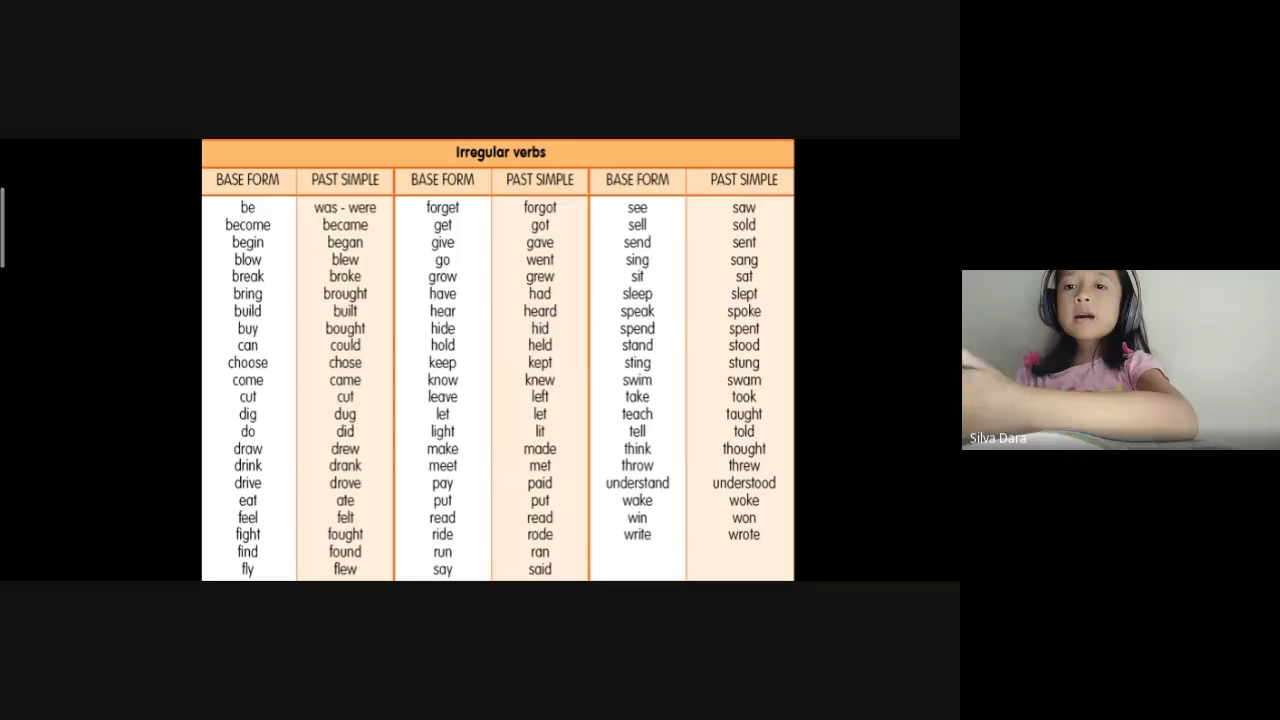 Irregular verbs
BASE FORM PAST SIMPLE BASE FORM PAST SIMPLE BASE FORM PAST SIMPLE
be was - were forget forgot see saw
become became get got sell sold
begin began give gave send sent
blow blew go went sing sang
break broke grow grew sit sat
bring brought have had sleep slept
build built hear heard speak spoke
buy bought hide hid spend spent
can could hold held stand stood
choose chose keep kept sting stung
come came know knew swim swam
cut cut leave left take took
dig dug let let teach taught
do did light lit tell told
draw drew make made think thought
drink drank meet met throw threw
drive drove pay paid understand understood
eat ate put put wake woke
feel felt read read win won
fight fought ride rode write wrote
find found run ran
fly flew say said
Silva Dara